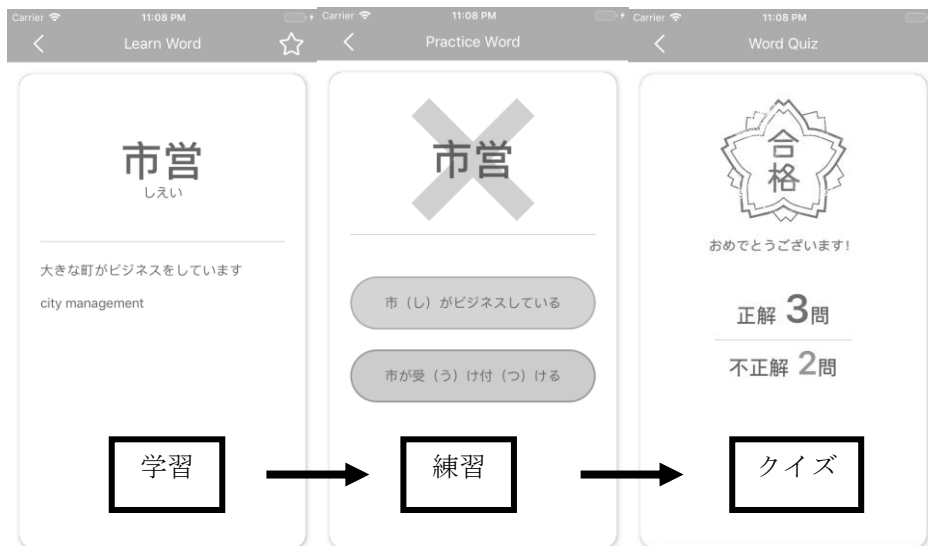 Carrier 11:08 PM
Learn Word
市営
しえい
大きな町がビジネスをしています
city management
学習
Carrier 11:08 PM
Practice Word
市営
市（し）がビジネスしている
市が受（う）け付（つ）ける
練習
Carrier 11:08 PM
Word Quiz
合格
おめでとうございます!
正解 3問
不正解 2問
クイズ